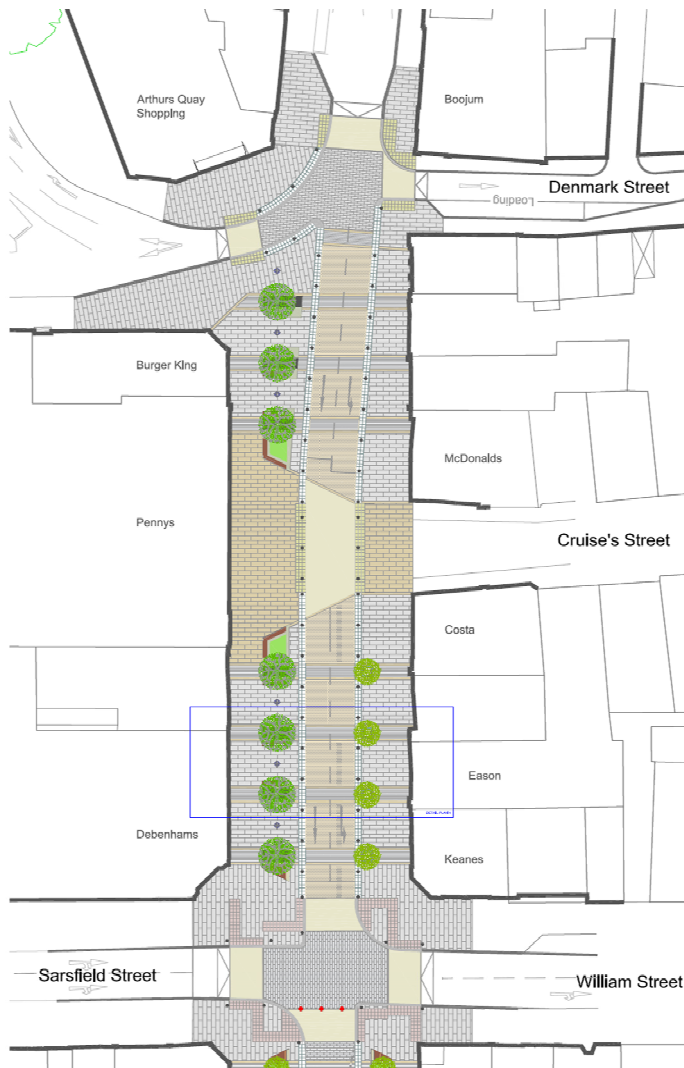 Arthurs Quay
Shopping
Boojum
Denmark Street
Loading
Burger King
McDonalds
Pennys
Cruise's Street
Costa
Eason
Debenhams
Keanes
Sarsfield Street
William Street